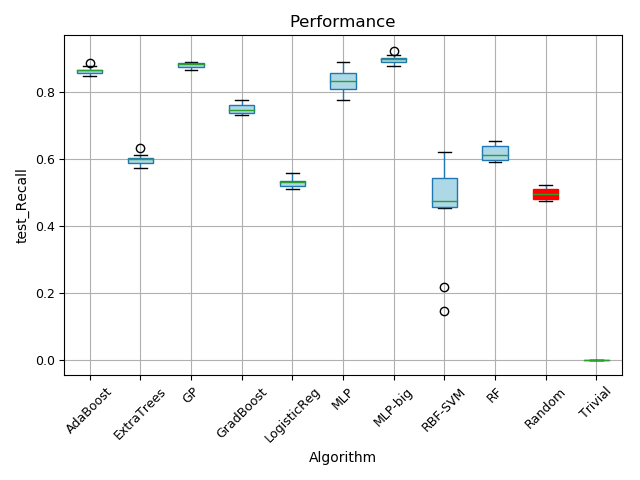 Performance
test_Recall
0.8
0.6
0.4
0.2
0.0
AdaBoost
ExtraTrees
GP
GradBoost
LogisticReg
MLP
MLP-big
RBF-SVM
RF
Random
Trivial
Algorithm